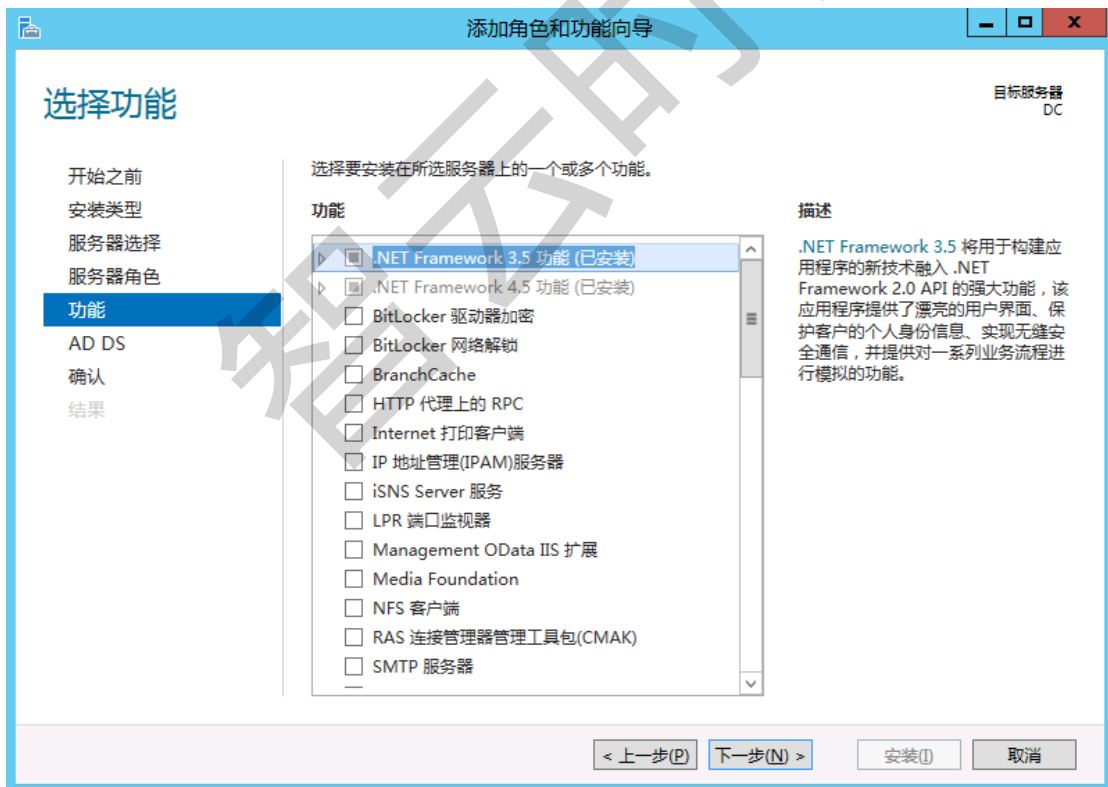 添加角色和功能向导
选择功能
目标服务器
DC
开始之前
安装类型
服务器选择
服务器角色
功能
AD DS
确认
结果
选择要安装在所选服务器上的一个或多个功能。
功能
.NET Framework 3.5 功能 (已安装)
.NET Framework 4.5 功能 (已安装)
BitLocker 驱动器加密
BitLocker 网络解锁
BranchCache
HTTP 代理上的 RPC
Internet 打印客户端
IP 地址管理(IPAM)服务器
iSNS Server 服务
LPR 端口监视器
Management OData IIS 扩展
Media Foundation
NFS 客户端
RAS 连接管理器管理工具包(CMAK)
SMTP 服务器
描述
.NET Framework 3.5 将用于构建应
用程序的新技术融入 .NET
Framework 2.0 API 的强大功能，该
应用程序提供了漂亮的用户界面、保
护客户的个人身份信息、实现无缝安
全通信，并提供对一系列业务流程进
行模拟的功能。
< 上一步(P)
下一步(N) >
安装(I)
取消
智云的